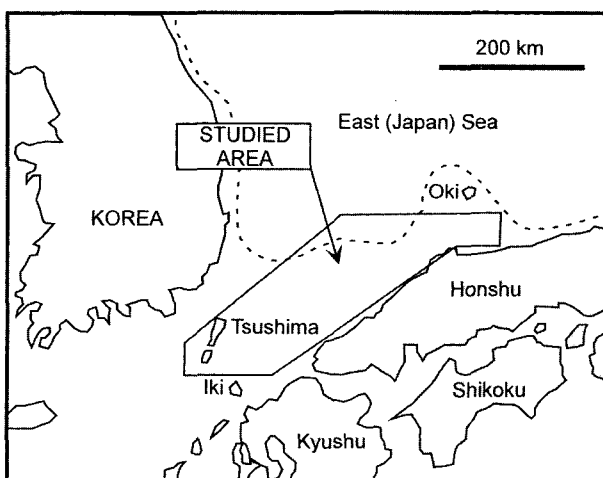 200 km
STUDIED
AREA
East (Japan) Sea
Oki
KOREA
Honshu
Tsushima
Iki
Shikoku
Kyushu